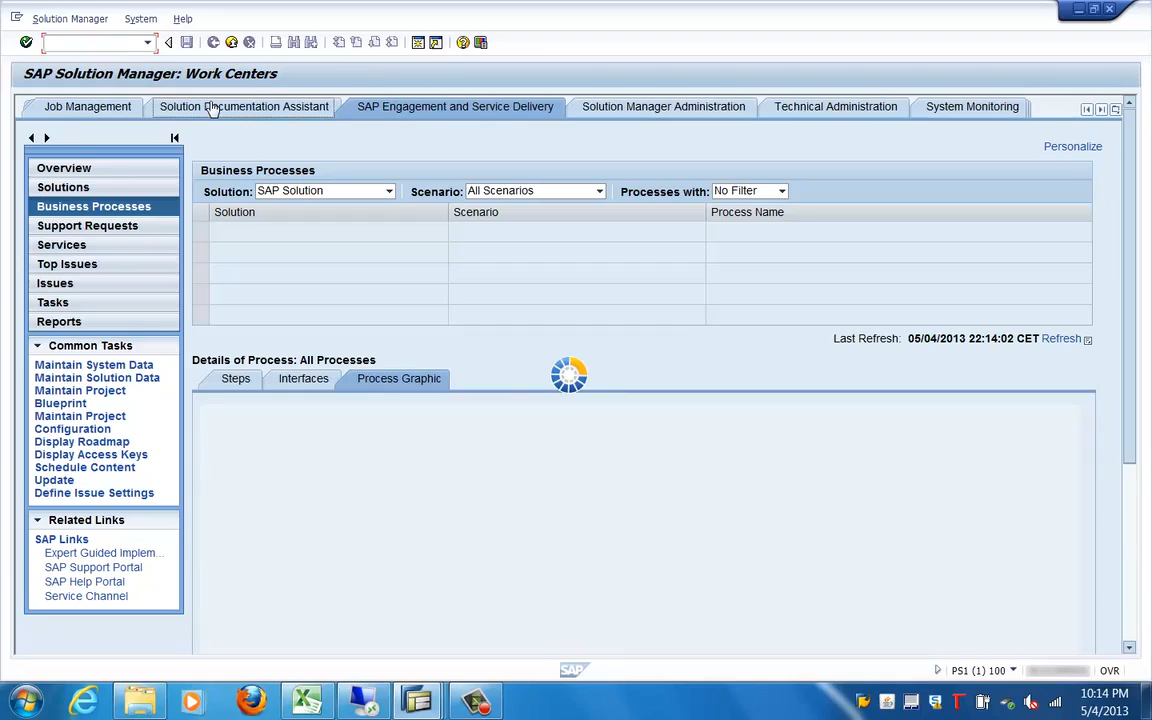 Solution Manager System Help
SAP Solution Manager: Work Centers
Job Management Solution Documentation Assistant SAP Engagement and Service Delivery Solution Manager Administration Technical Administration System Monitoring
Personalize
Overview
Solutions
Business Processes
Support Requests
Services
Top Issues
Issues
Tasks
Reports
Common Tasks
Maintain System Data
Maintain Solution Data
Maintain Project
Blueprint
Maintain Project
Configuration
Display Roadmap
Display Access Keys
Schedule Content
Update
Define Issue Settings
Related Links
SAP Links
Expert Guided Implem...
SAP Support Portal
SAP Help Portal
Service Channel
Business Processes
Solution: SAP Solution Scenario: All Scenarios Processes with: No Filter
Solution Scenario Process Name
Last Refresh: 05/04/2013 22:14:02 CET Refresh
Details of Process: All Processes
Steps Interfaces Process Graphic
SAP
PS1 (1) 100 OVR
10:14 PM
5/4/2013